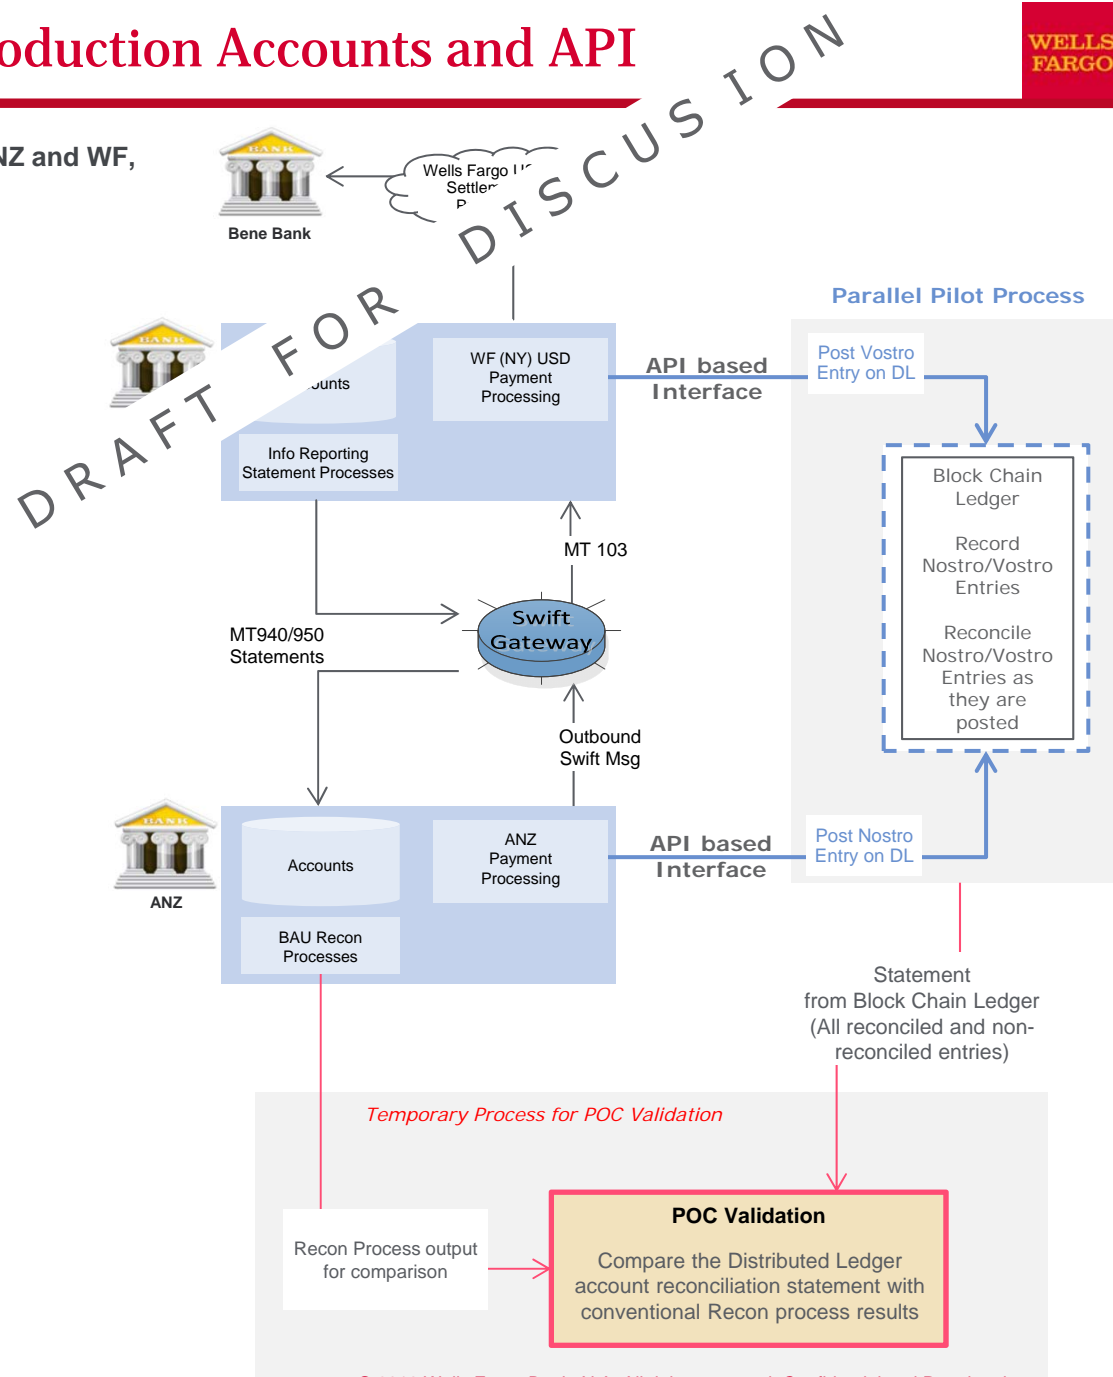 oduction Accounts and API
WELLS
FARGO
NZ and WF,
BANK
Bene Bank
Wells Fargo
DRAFT FOR DISCUSION
Parallel Pilot Process
BANK
WF (NY) USD
Payment
Processing
Info Reporting
Statement Processes
API based
Interface
Post Vostro
Entry on DL
Block Chain
Ledger
Record
Nostro/Vostro
Entries
Reconcile
Nostro/Vostro
Entries as
they are
posted
MT 103
Swift
Gateway
MT940/950
Statements
Outbound
Swift Msg
BANK
ANZ
Accounts
ANZ
Payment
Processing
BAU Recon
Processes
API based
Interface
Post Nostro
Entry on DL
Statement
from Block Chain Ledger
(All reconciled and non-
reconciled entries)
Temporary Process for POC Validation
Recon Process output
for comparison
POC Validation
Compare the Distributed Ledger
account reconciliation statement with
conventional Recon process results